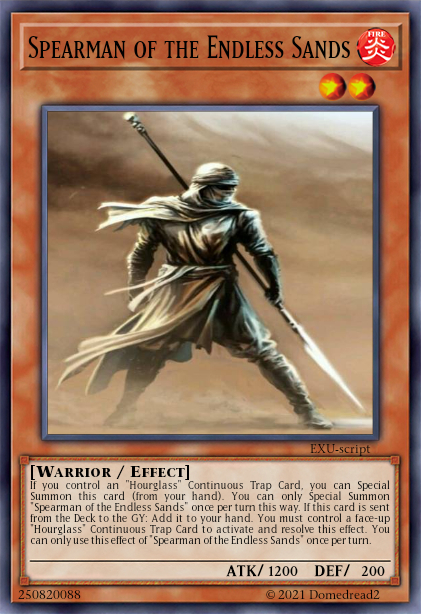 Spearman of the Endless Sands
FIRE
炎
EXU-script
[Warrior / Effect]
If you control an "Hourglass" Continuous Trap Card, you can Special
Summon this card (from your hand). You can only Special Summon
"Spearman of the Endless Sands" once per turn this way. If this card is sent
from the Deck to the GY: Add it to your hand. You must control a face-up
"Hourglass" Continuous Trap Card to activate and resolve this effect. You
can only use this effect of "Spearman of the Endless Sands" once per turn.
ATK/ 1200 DEF/ 200
250820088 © 2021 Domedread2